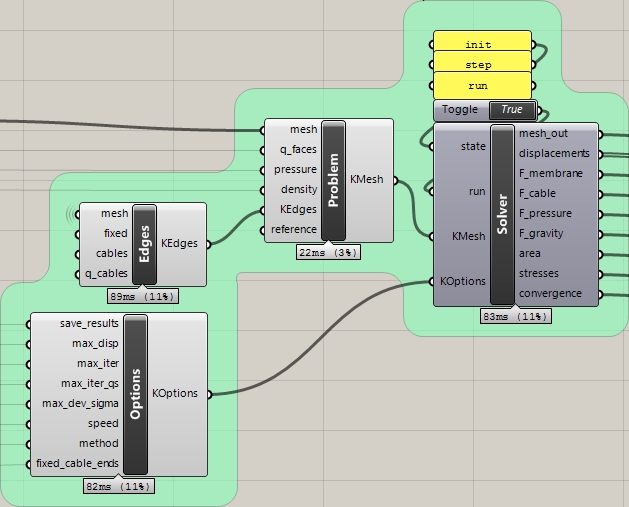 init
step
run
Toggle True
state
run
KMesh
KOptions
Solver
mesh_out
displacements
F_membrane
F_cable
F_pressure
F_gravity
area
stresses
convergence
83ms (11%)
mesh
q_faces
pressure
density
KEdges
reference
Problem
KMesh
22ms (3%)
mesh
fixed
cables
q_cables
Edges
KEdges
89ms (11%)
save_results
max_disp
max_iter
max_iter_qs
max_dev_sigma
speed
method
fixed_cable_ends
Options
KOptions
82ms (11%)